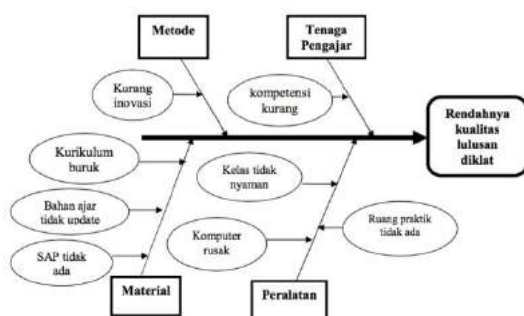 Metode
Tenaga
Pengajar
Kurang
inovasi
kompetensi
kurang
Rendahnya
kualitas
lulusan
diklat
Kurikulum
buruk
Kelas tidak
nyaman
Bahan ajar
tidak update
Komputer
rusak
Ruang praktik
tidak ada
SAP tidak
ada
Material
Peralatan